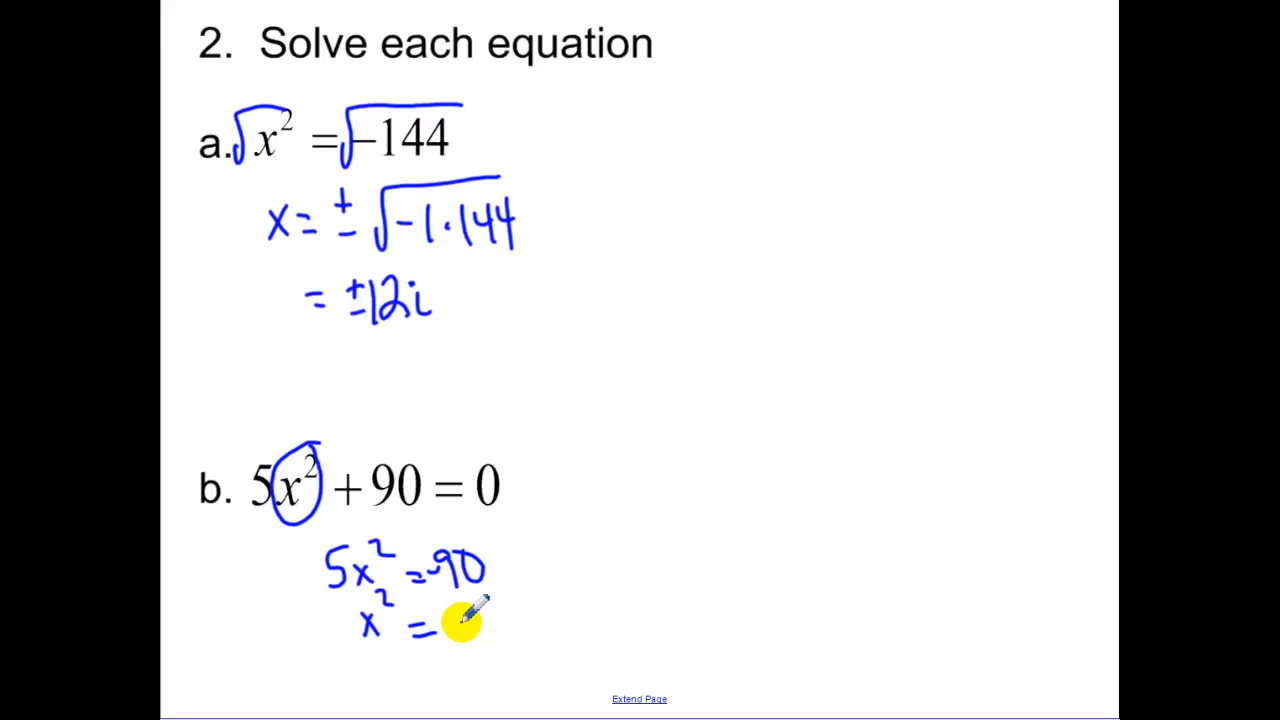 2. Solve each equation
a. √x² = √-144
x = ± √-1·144
= ±12i
b. 5x² + 90 = 0
5x² = -90
x² =
Extend Page